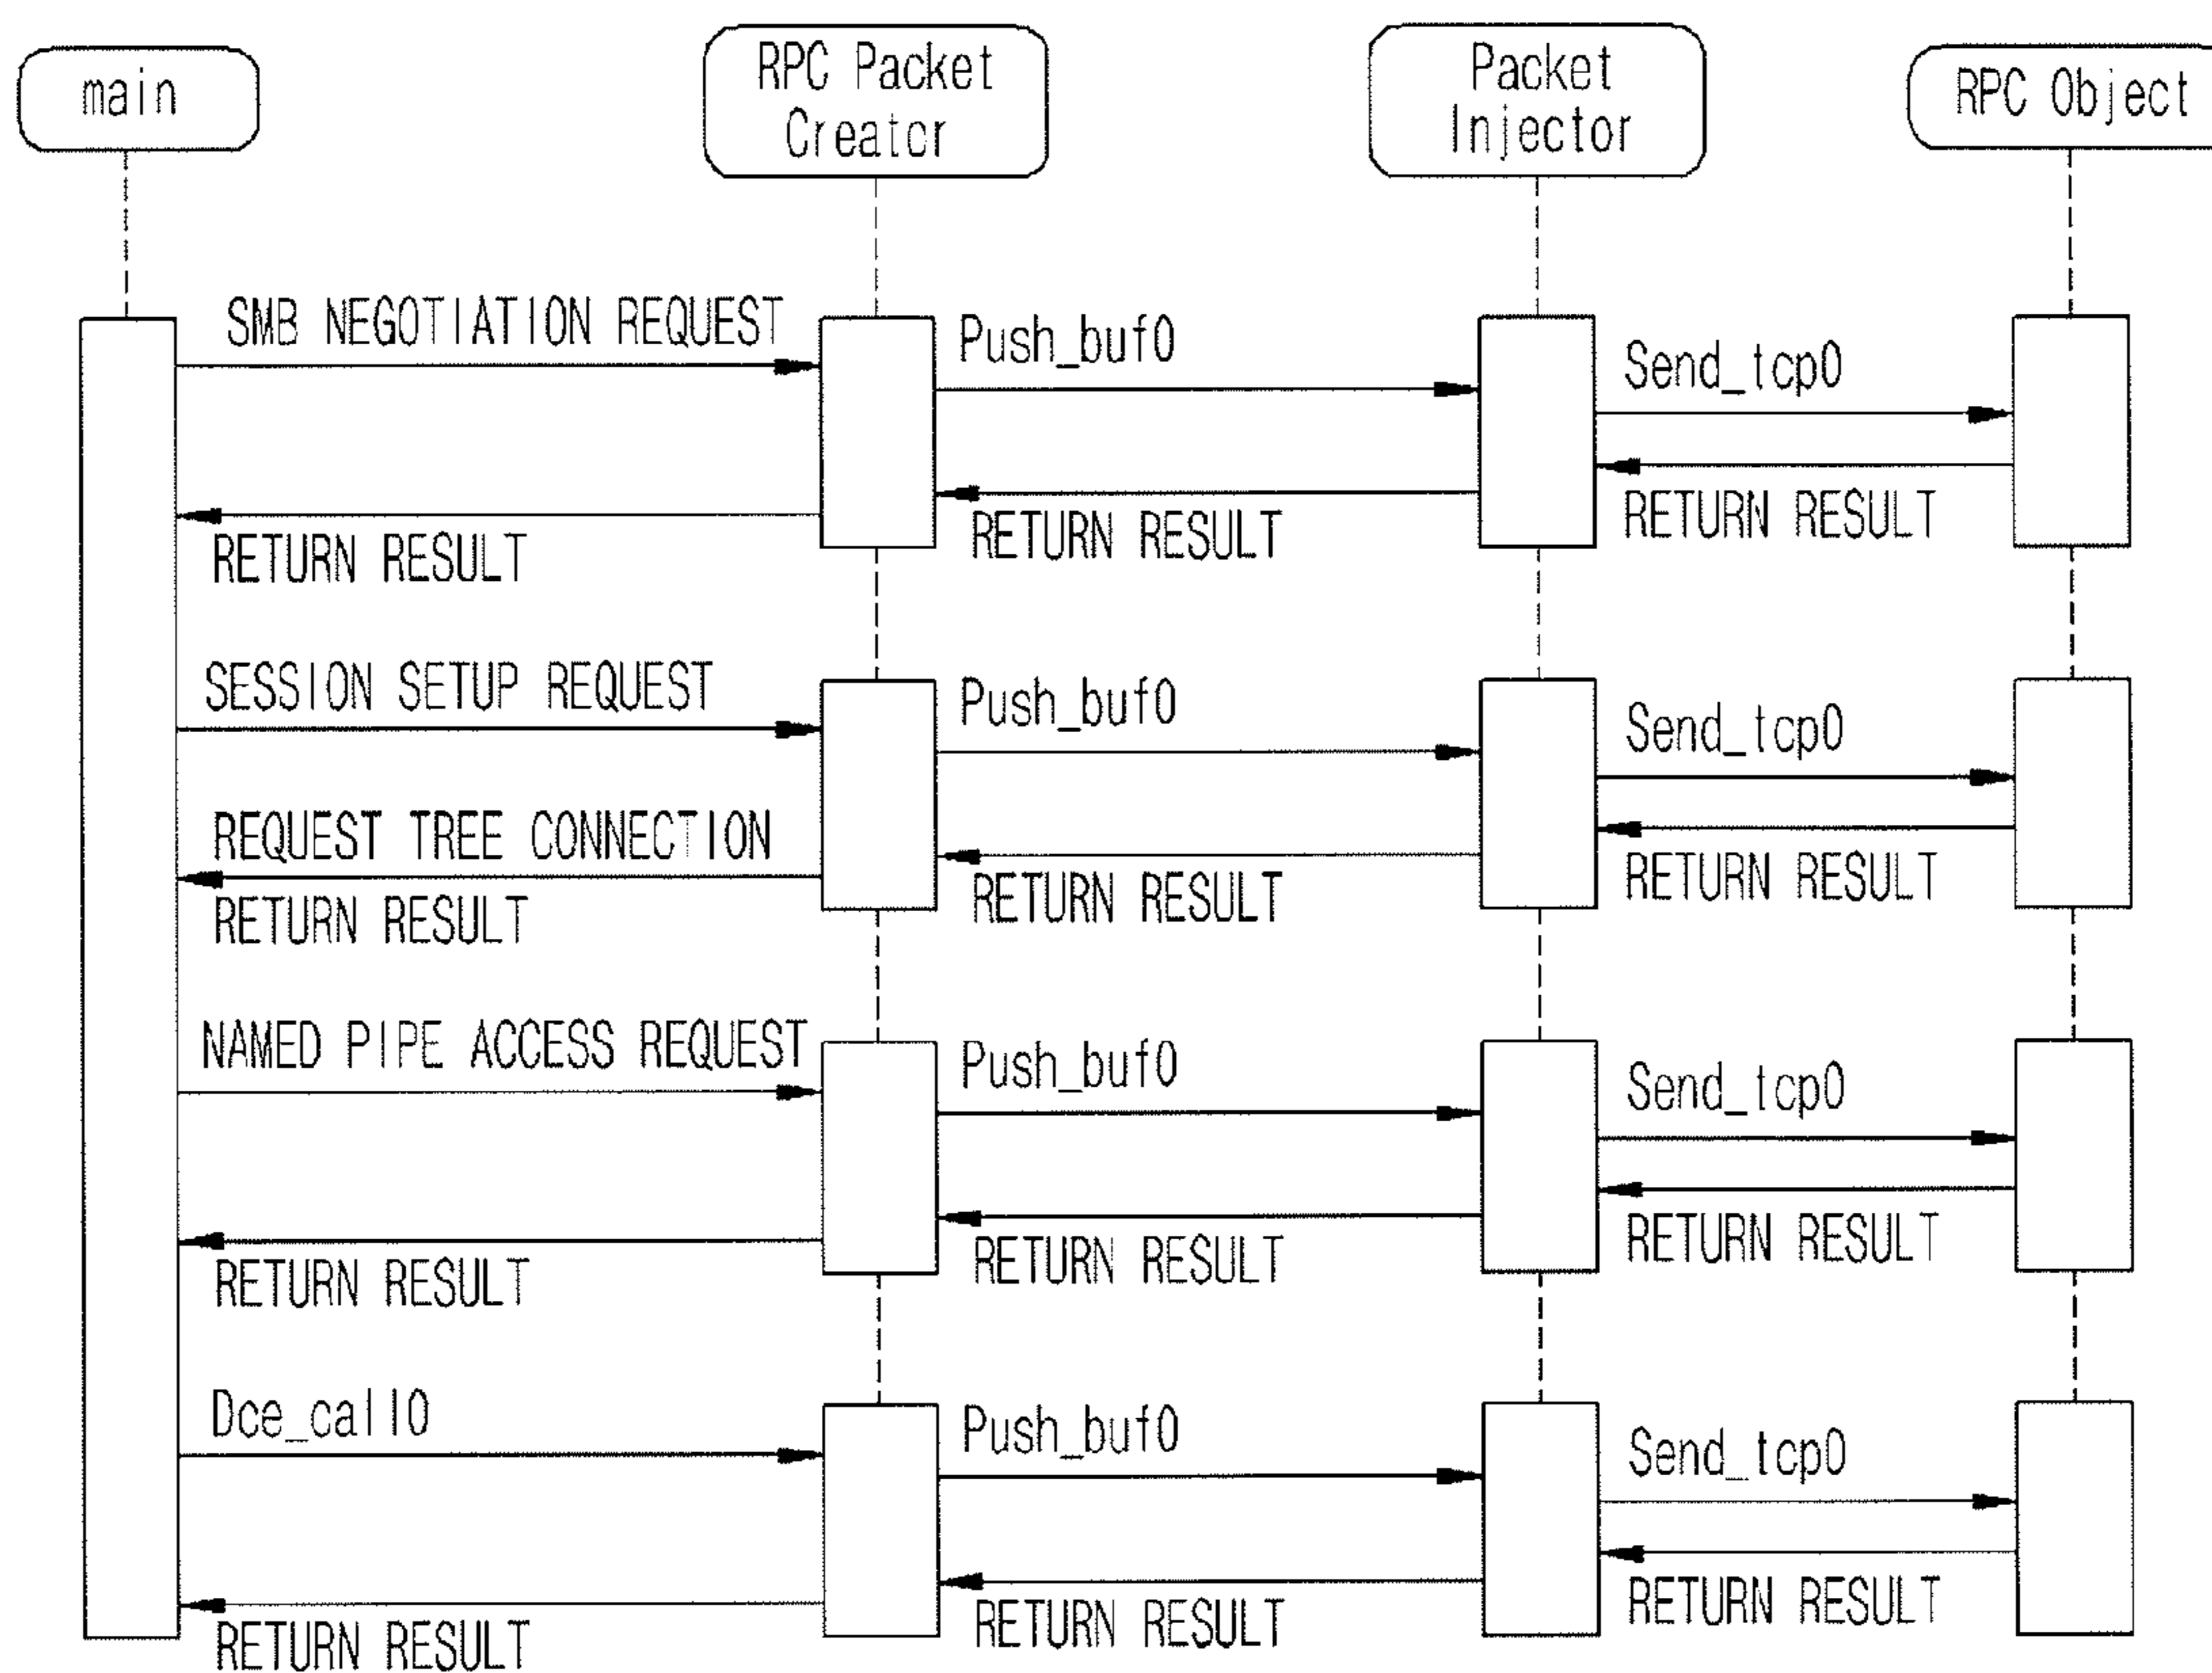 main
RPC Packet
Creator
Packet
Injector
RPC Object
SMB NEGOTIATION REQUEST
Push_buf0
Send_tcp0
RETURN RESULT
RETURN RESULT
RETURN RESULT
SESSION SETUP REQUEST
Push_buf0
Send_tcp0
REQUEST TREE CONNECTION
RETURN RESULT
RETURN RESULT
RETURN RESULT
NAMED PIPE ACCESS REQUEST
Push_buf0
Send_tcp0
RETURN RESULT
RETURN RESULT
RETURN RESULT
Dce_call0
Push_buf0
Send_tcp0
RETURN RESULT
RETURN RESULT
RETURN RESULT